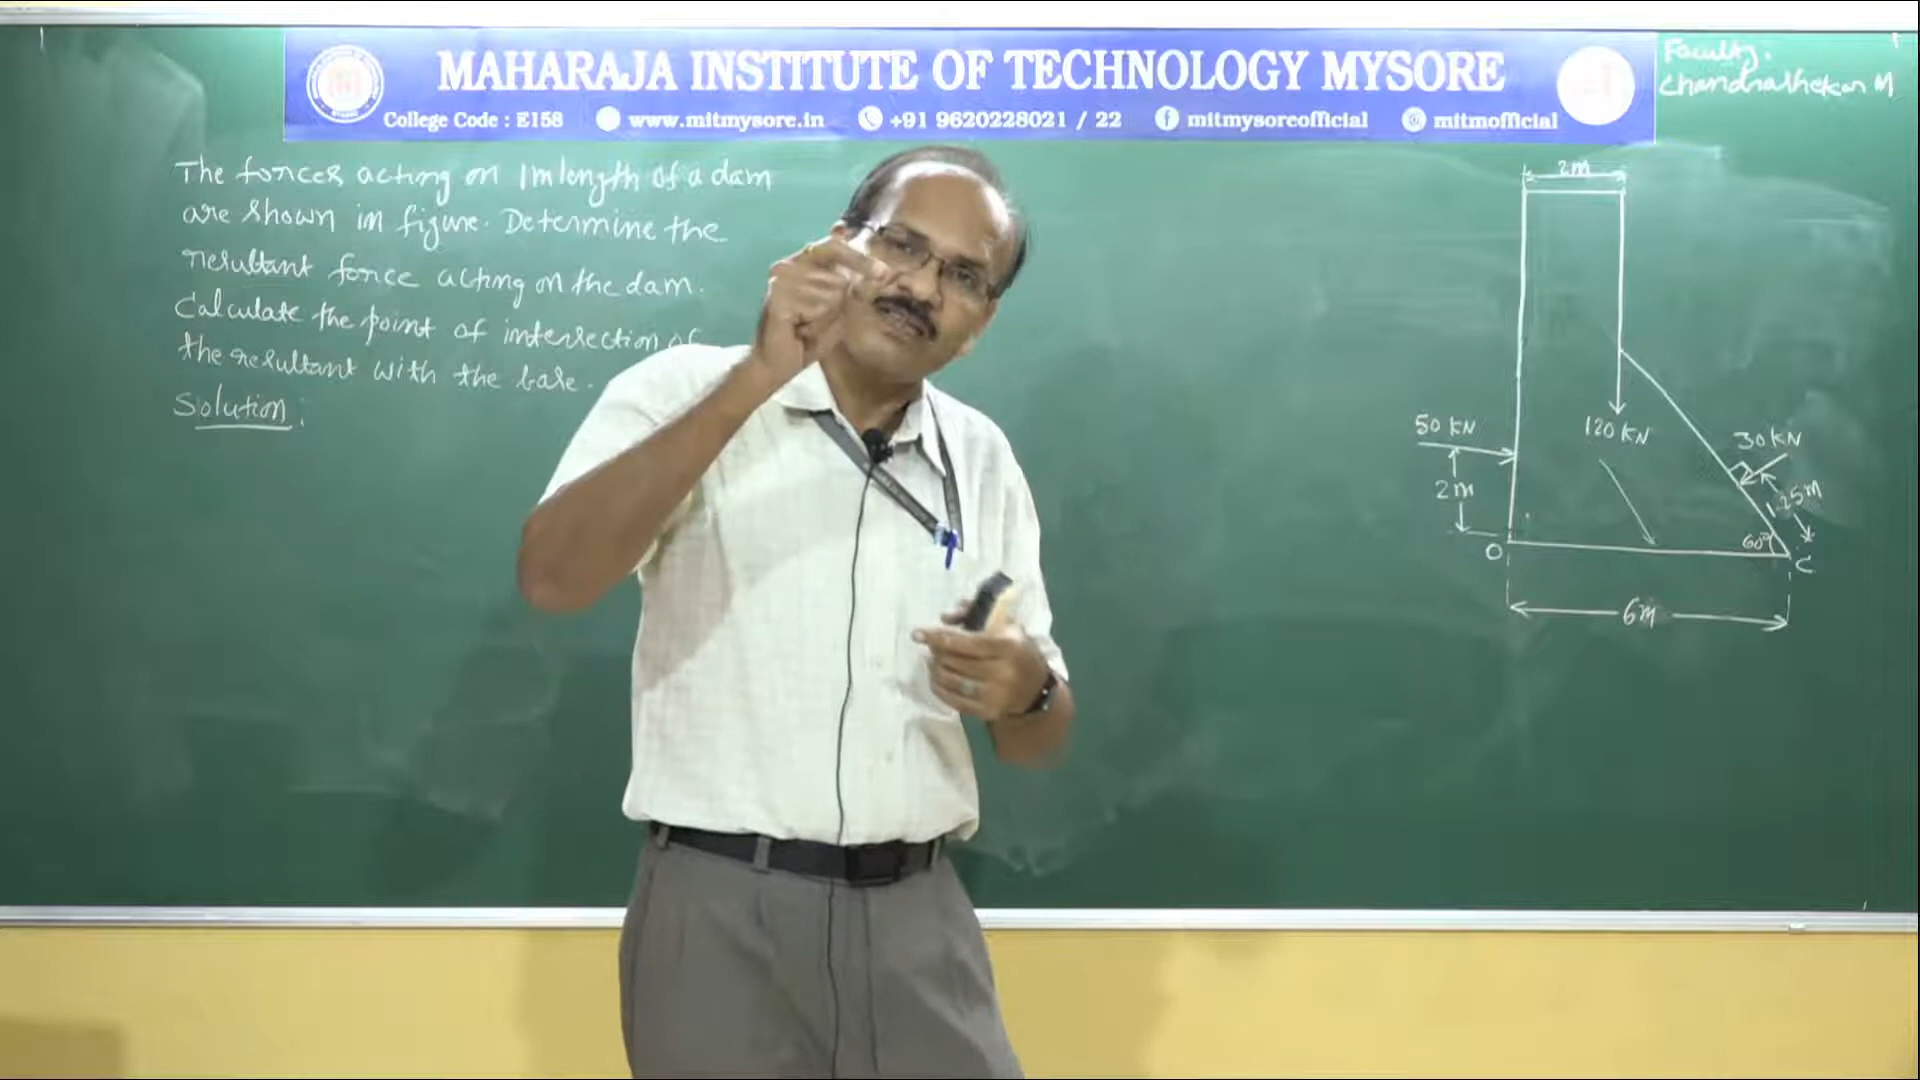 MAHARAJA INSTITUTE OF TECHNOLOGY MYSORE
College Code : E158 www.mitmysore.in +91 9620228021 / 22 mitmysoreofficial mitmofficial
Faculty:
Chandrashekar M
The forces acting on 1m length of a dam
are shown in figure. Determine the
resultant force acting on the dam.
Calculate the point of intersection of
the resultant with the base.
Solution:
2m
50 KN
120 KN
30 KN
2m
60°
O
C
6m